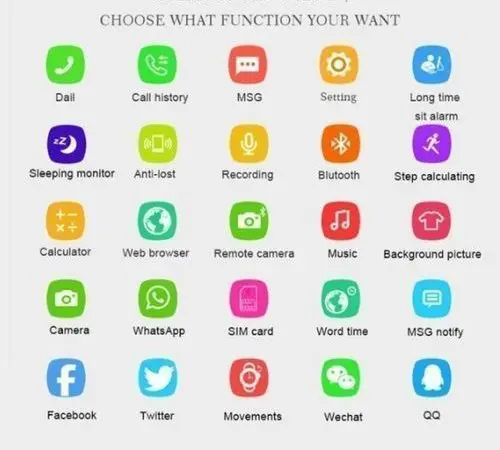 CHOOSE WHAT FUNCTION YOUR WANT
Dail
Call history
MSG
Setting
Long time
sit alarm
Sleeping monitor
Anti-lost
Recording
Blutooth
Step calculating
Calculator
Web browser
Remote camera
Music
Background picture
Camera
WhatsApp
SIM card
Word time
MSG notify
Facebook
Twitter
Movements
Wechat
QQ